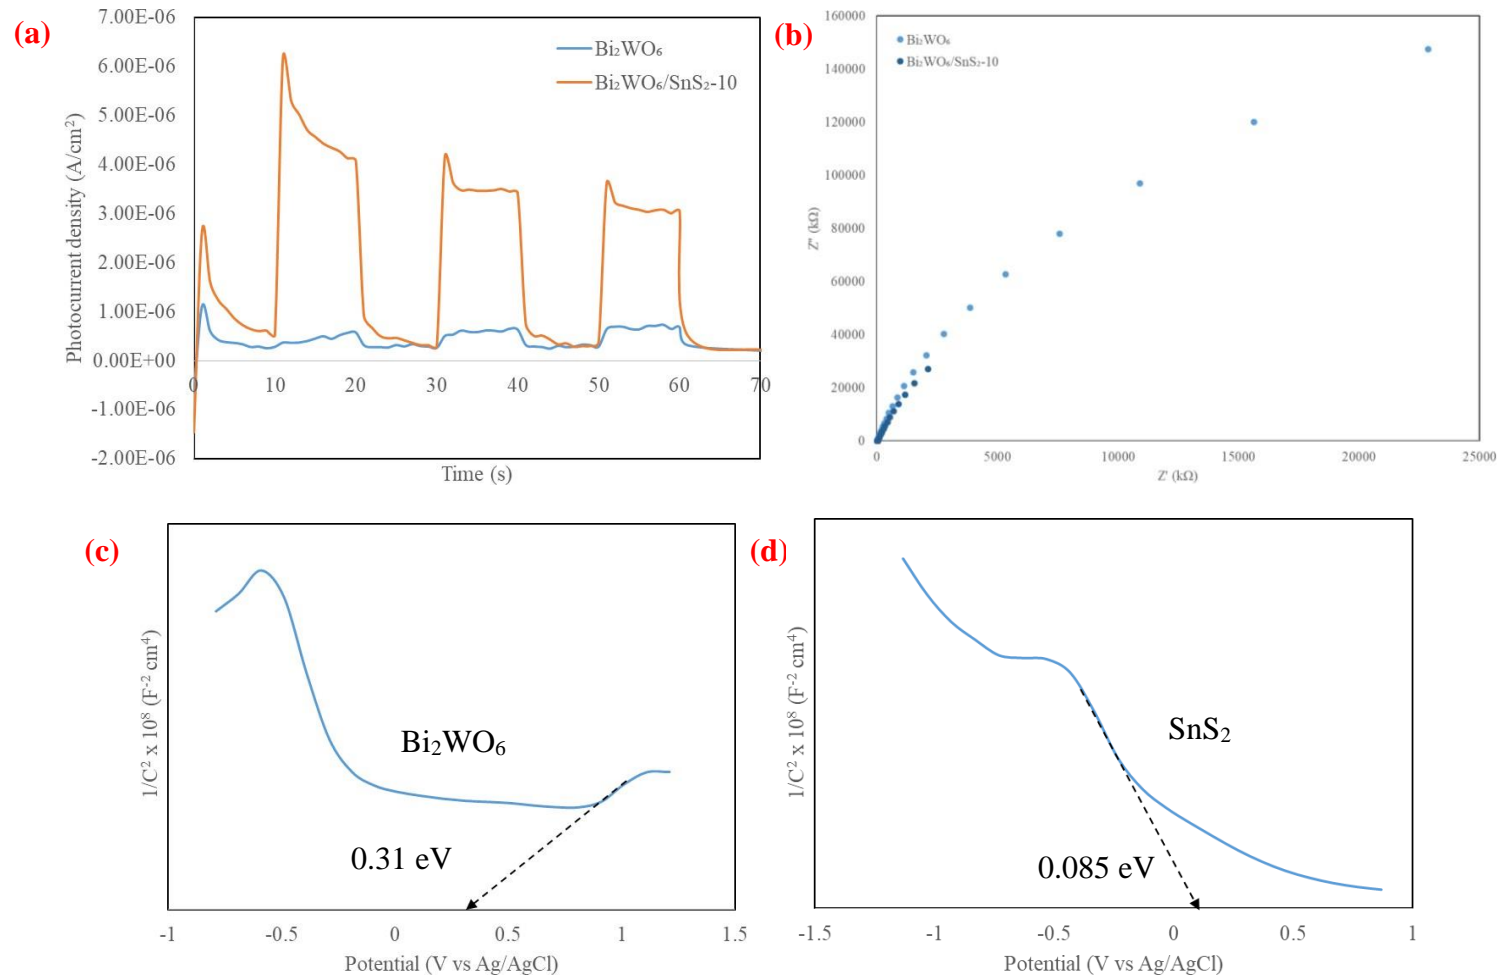 (a)
7.00E-06
6.00E-06
5.00E-06
4.00E-06
3.00E-06
2.00E-06
1.00E-06
0.00E+00
-1.00E-06
-2.00E-06
Photocurrent density (A/cm²)
Bi₂WO₆
Bi₂WO₆/SnS₂-10
0 10 20 30 40 50 60 70
Time (s)
(b)
160000
140000
120000
100000
80000
60000
40000
20000
0
Z" (kΩ)
Bi₂WO₆
Bi₂WO₆/SnS₂-10
0 5000 10000 15000 20000 25000
Z' (kΩ)
(c)
1/C² x 10⁸ (F⁻² cm⁴)
Bi₂WO₆
0.31 eV
-1 -0.5 0 0.5 1 1.5
Potential (V vs Ag/AgCl)
(d)
1/C² x 10⁸ (F⁻² cm⁴)
SnS₂
0.085 eV
-1.5 -1 -0.5 0 0.5 1
Potential (V vs Ag/AgCl)